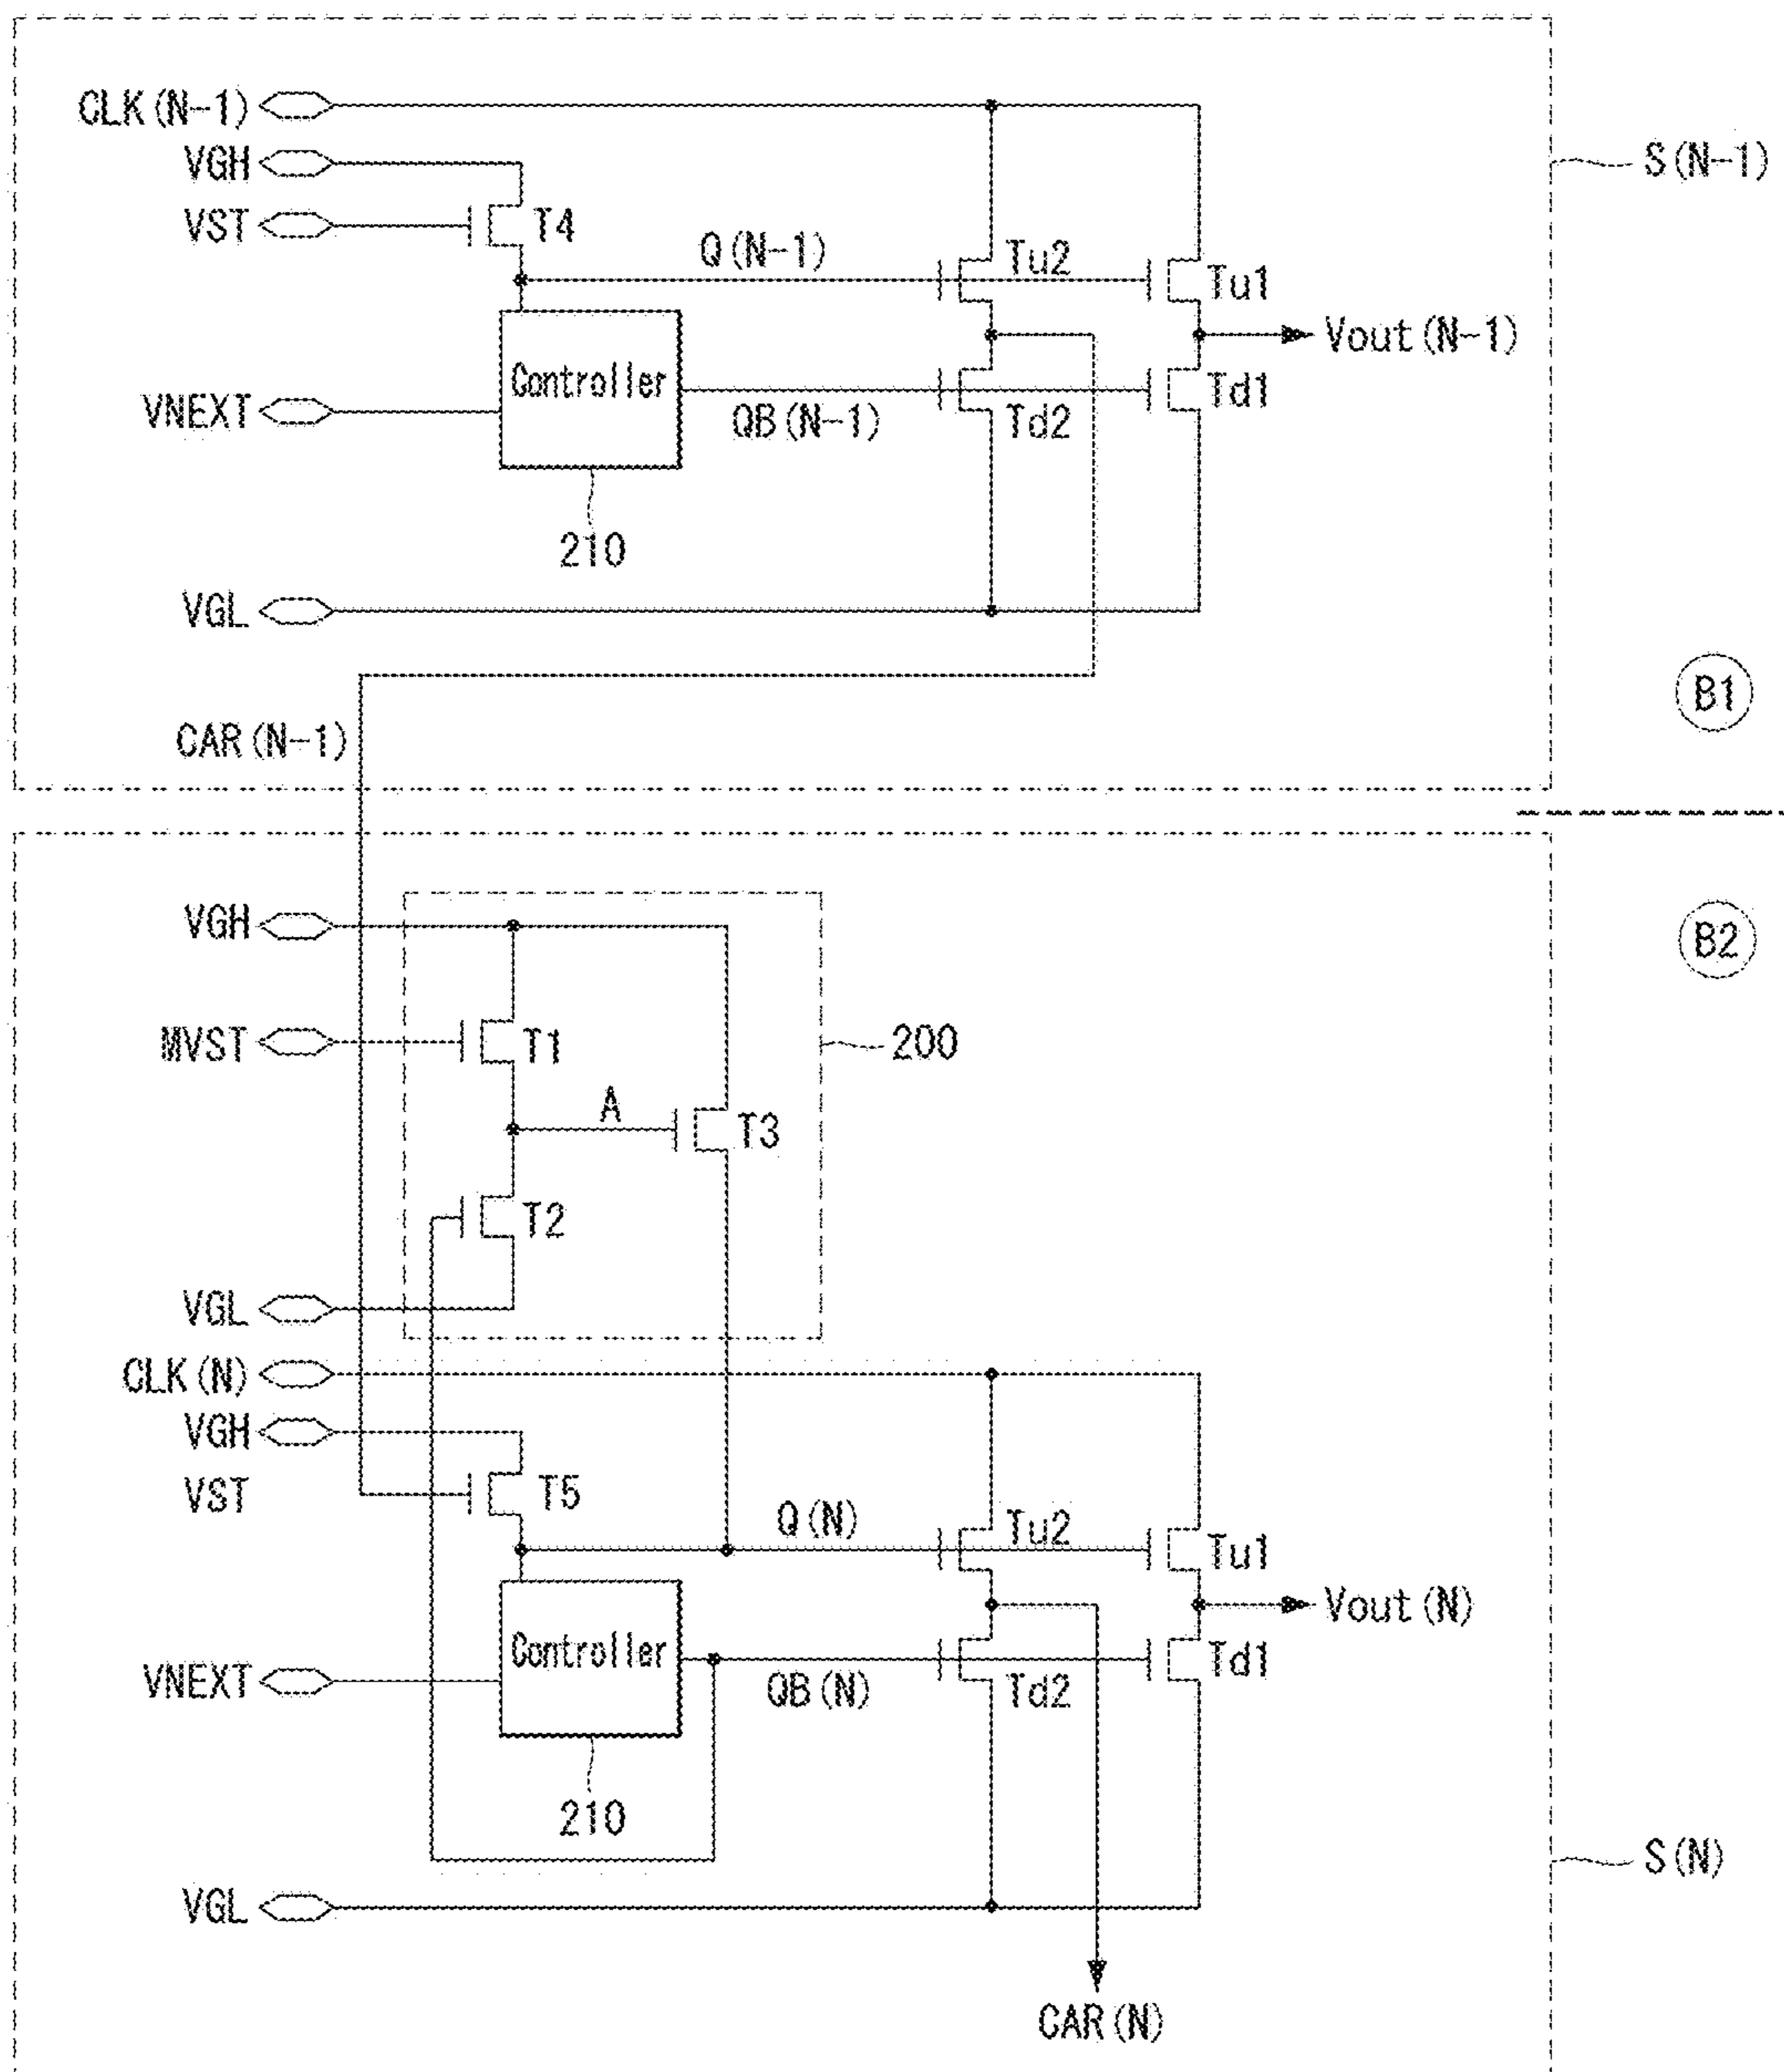 CLK(N-1)
VGH
S(N-1)
VST
T4
Q(N-1)
Tu2
Tu1
Vout(N-1)
Controller
VNEXT
QB(N-1)
Td2
Td1
210
VGL
B1
CAR(N-1)
VGH
B2
MVST
T1
200
A
T3
T2
VGL
CLK(N)
VGH
VST
T5
Q(N)
Tu2
Tu1
Vout(N)
Controller
VNEXT
QB(N)
Td2
Td1
210
S(N)
VGL
CAR(N)